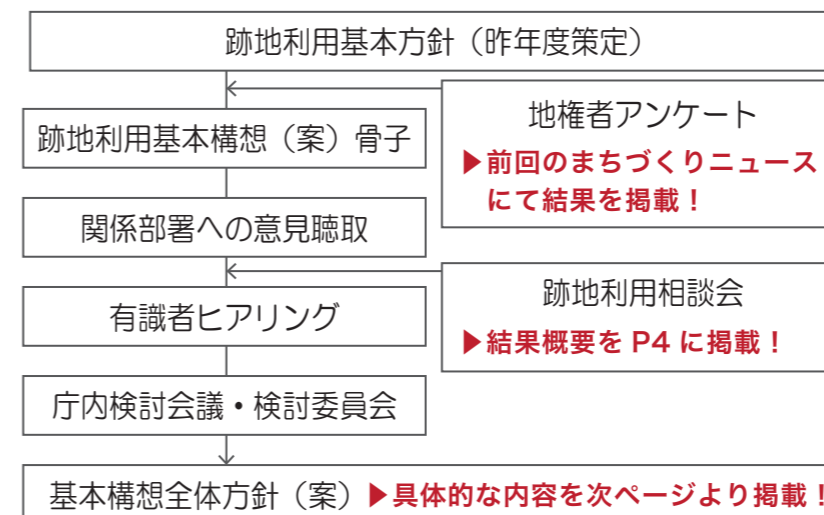 跡地利用基本方針（昨年度策定）
地権者アンケート
▶前回のまちづくりニュース
にて結果を掲載！
跡地利用基本構想（案）骨子
関係部署への意見聴取
跡地利用相談会
▶結果概要を P4 に掲載！
有識者ヒアリング
庁内検討会議・検討委員会
基本構想全体方針（案）▶具体的な内容を次ページより掲載！